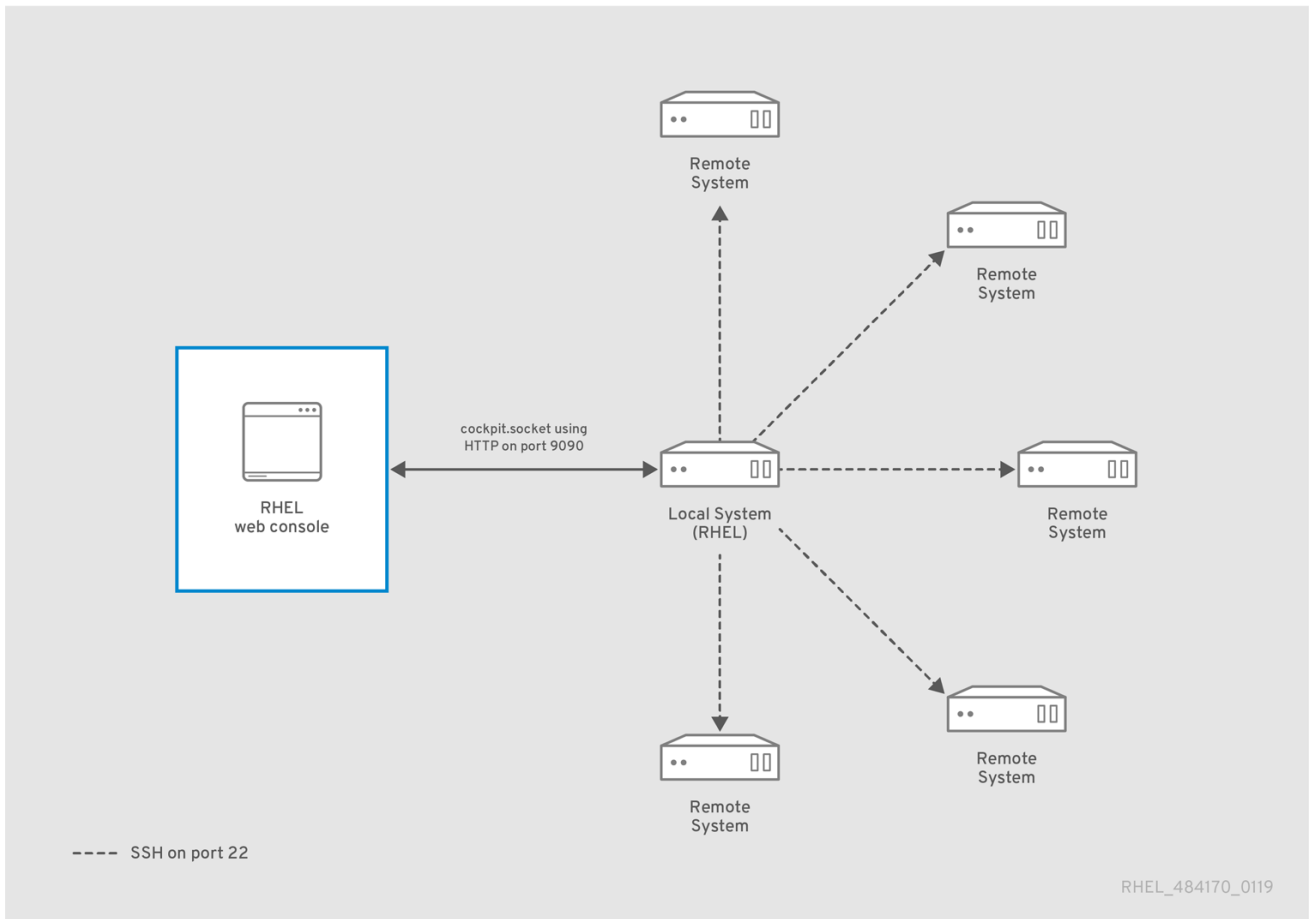 Remote
System
Remote
System
cockpit.socket using
HTTP on port 9090
RHEL
web console
Local System
(RHEL)
Remote
System
Remote
System
Remote
System
SSH on port 22
RHEL_484170_0119